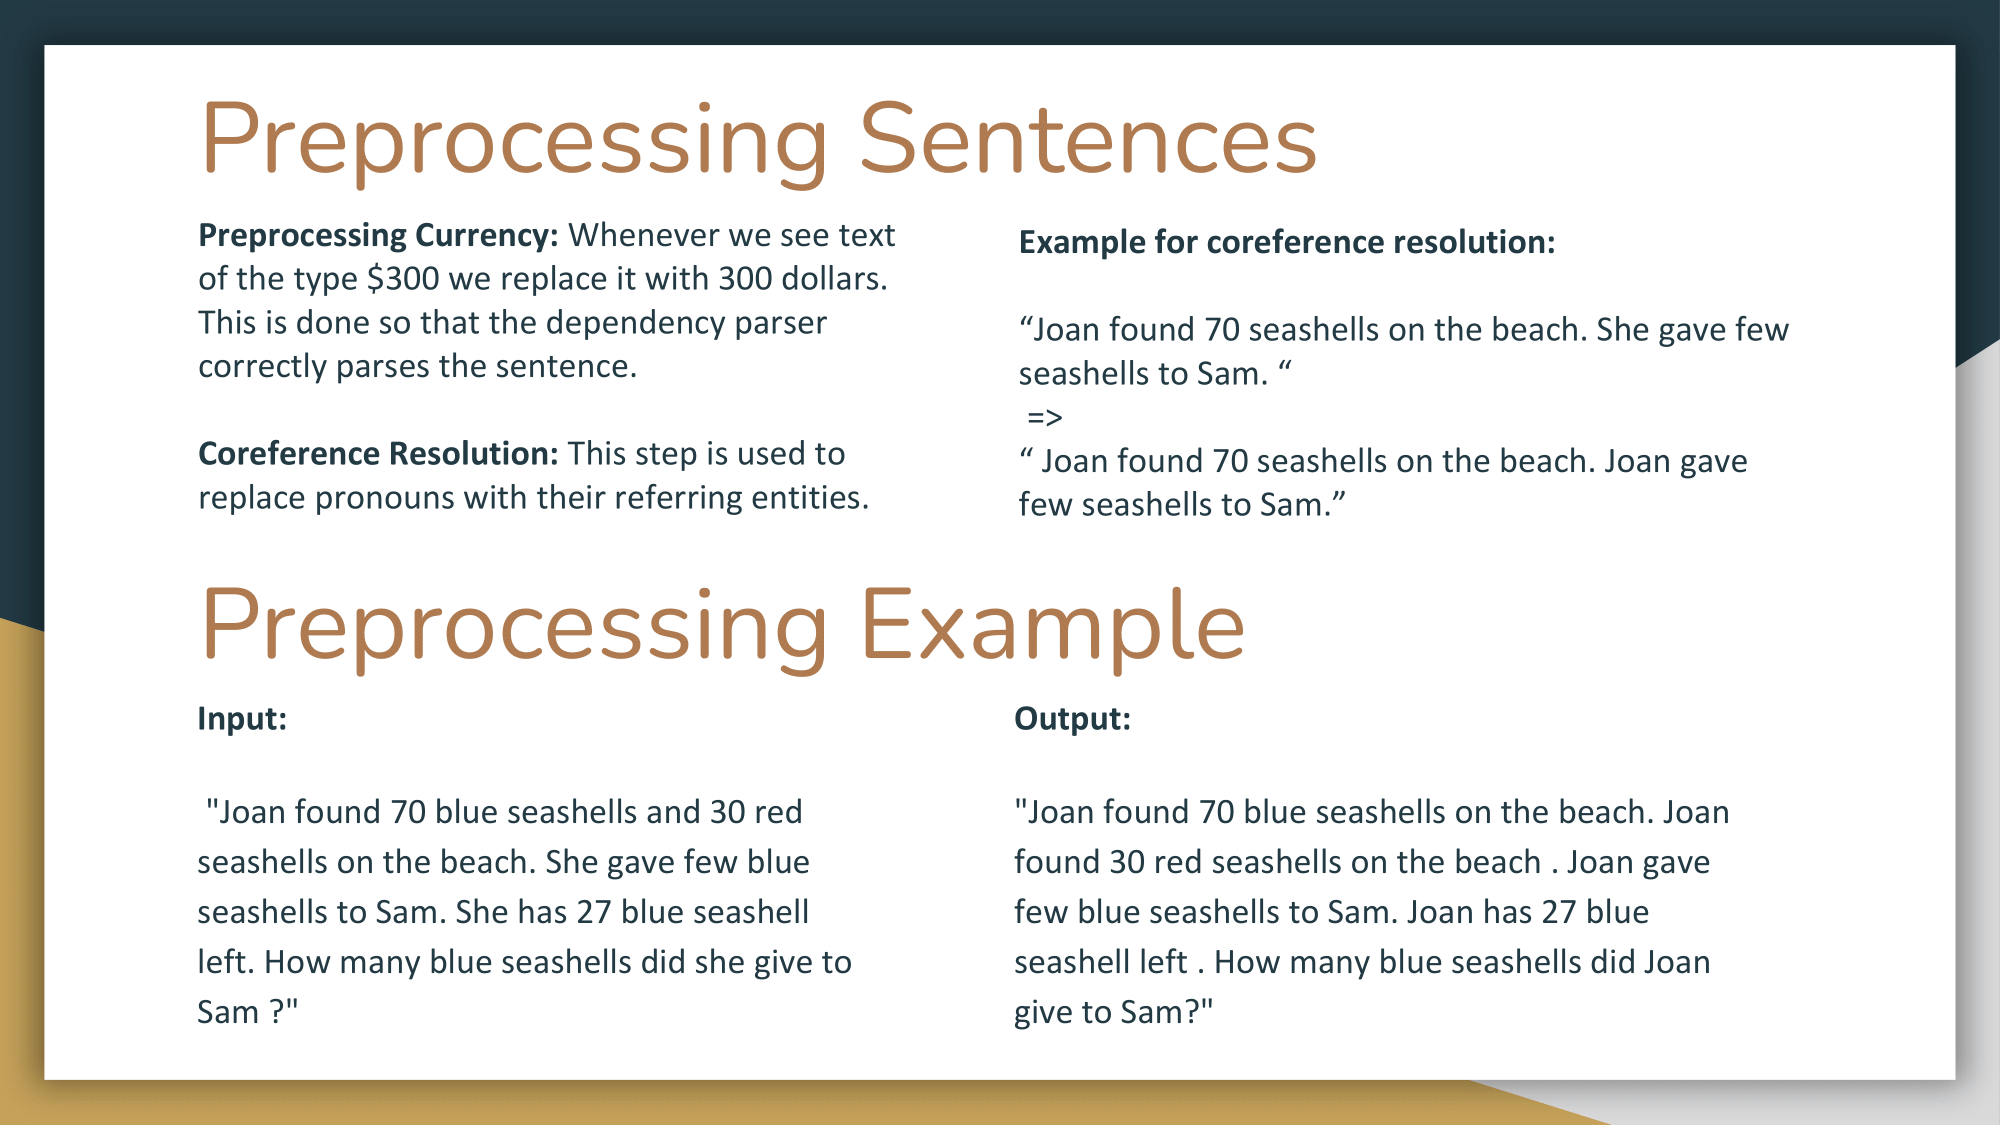 Preprocessing Sentences
Preprocessing Currency: Whenever we see text
of the type $300 we replace it with 300 dollars.
This is done so that the dependency parser
correctly parses the sentence.
Coreference Resolution: This step is used to
replace pronouns with their referring entities.
Example for coreference resolution:
“Joan found 70 seashells on the beach. She gave few
seashells to Sam. “
=>
“ Joan found 70 seashells on the beach. Joan gave
few seashells to Sam.”
Preprocessing Example
Input:
"Joan found 70 blue seashells and 30 red
seashells on the beach. She gave few blue
seashells to Sam. She has 27 blue seashell
left. How many blue seashells did she give to
Sam ?"
Output:
"Joan found 70 blue seashells on the beach. Joan
found 30 red seashells on the beach . Joan gave
few blue seashells to Sam. Joan has 27 blue
seashell left . How many blue seashells did Joan
give to Sam?"